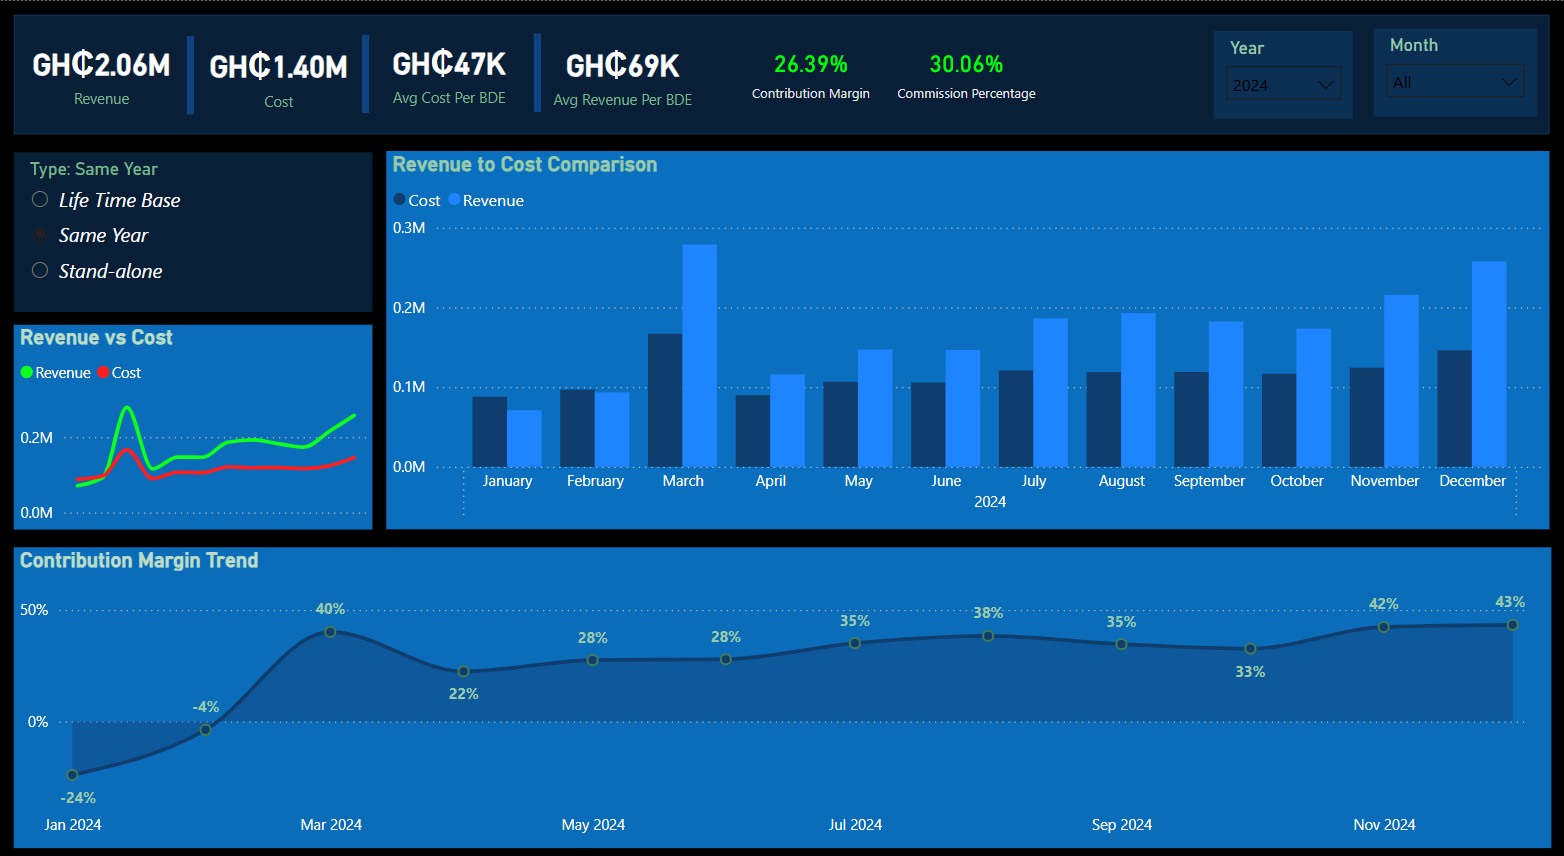 GH₵2.06M
Revenue
GH₵1.40M
Cost
GH₵47K
Avg Cost Per BDE
GH₵69K
Avg Revenue Per BDE
26.39%
Contribution Margin
30.06%
Commission Percentage
Year
2024
Month
All
Type: Same Year
Life Time Base
Same Year
Stand-alone
Revenue to Cost Comparison
Cost Revenue
0.3M
0.2M
0.1M
0.0M
January February March April May June July August September October November December
2024
Revenue vs Cost
Revenue Cost
0.2M
0.0M
Contribution Margin Trend
50%
0%
-24% -4% 40% 22% 28% 28% 35% 38% 35% 33% 42% 43%
Jan 2024 Mar 2024 May 2024 Jul 2024 Sep 2024 Nov 2024